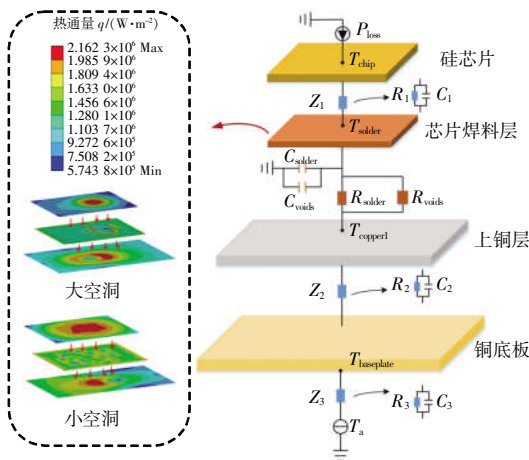 热通量 q/(W·m⁻²)
2.162 3×10⁶ Max
1.985 9×10⁶
1.809 4×10⁶
1.633 0×10⁶
1.456 6×10⁶
1.280 1×10⁶
1.103 7×10⁶
9.272 6×10⁵
7.508 2×10⁵
5.743 8×10⁵ Min
大空洞
小空洞
P_loss
T_chip
硅芯片
Z₁
R₁
C₁
T_solder
芯片焊料层
C_solder
C_voids
R_solder
R_voids
T_copper1
上铜层
Z₂
R₂
C₂
T_baseplate
铜底板
Z₃
R₃
C₃
T_a